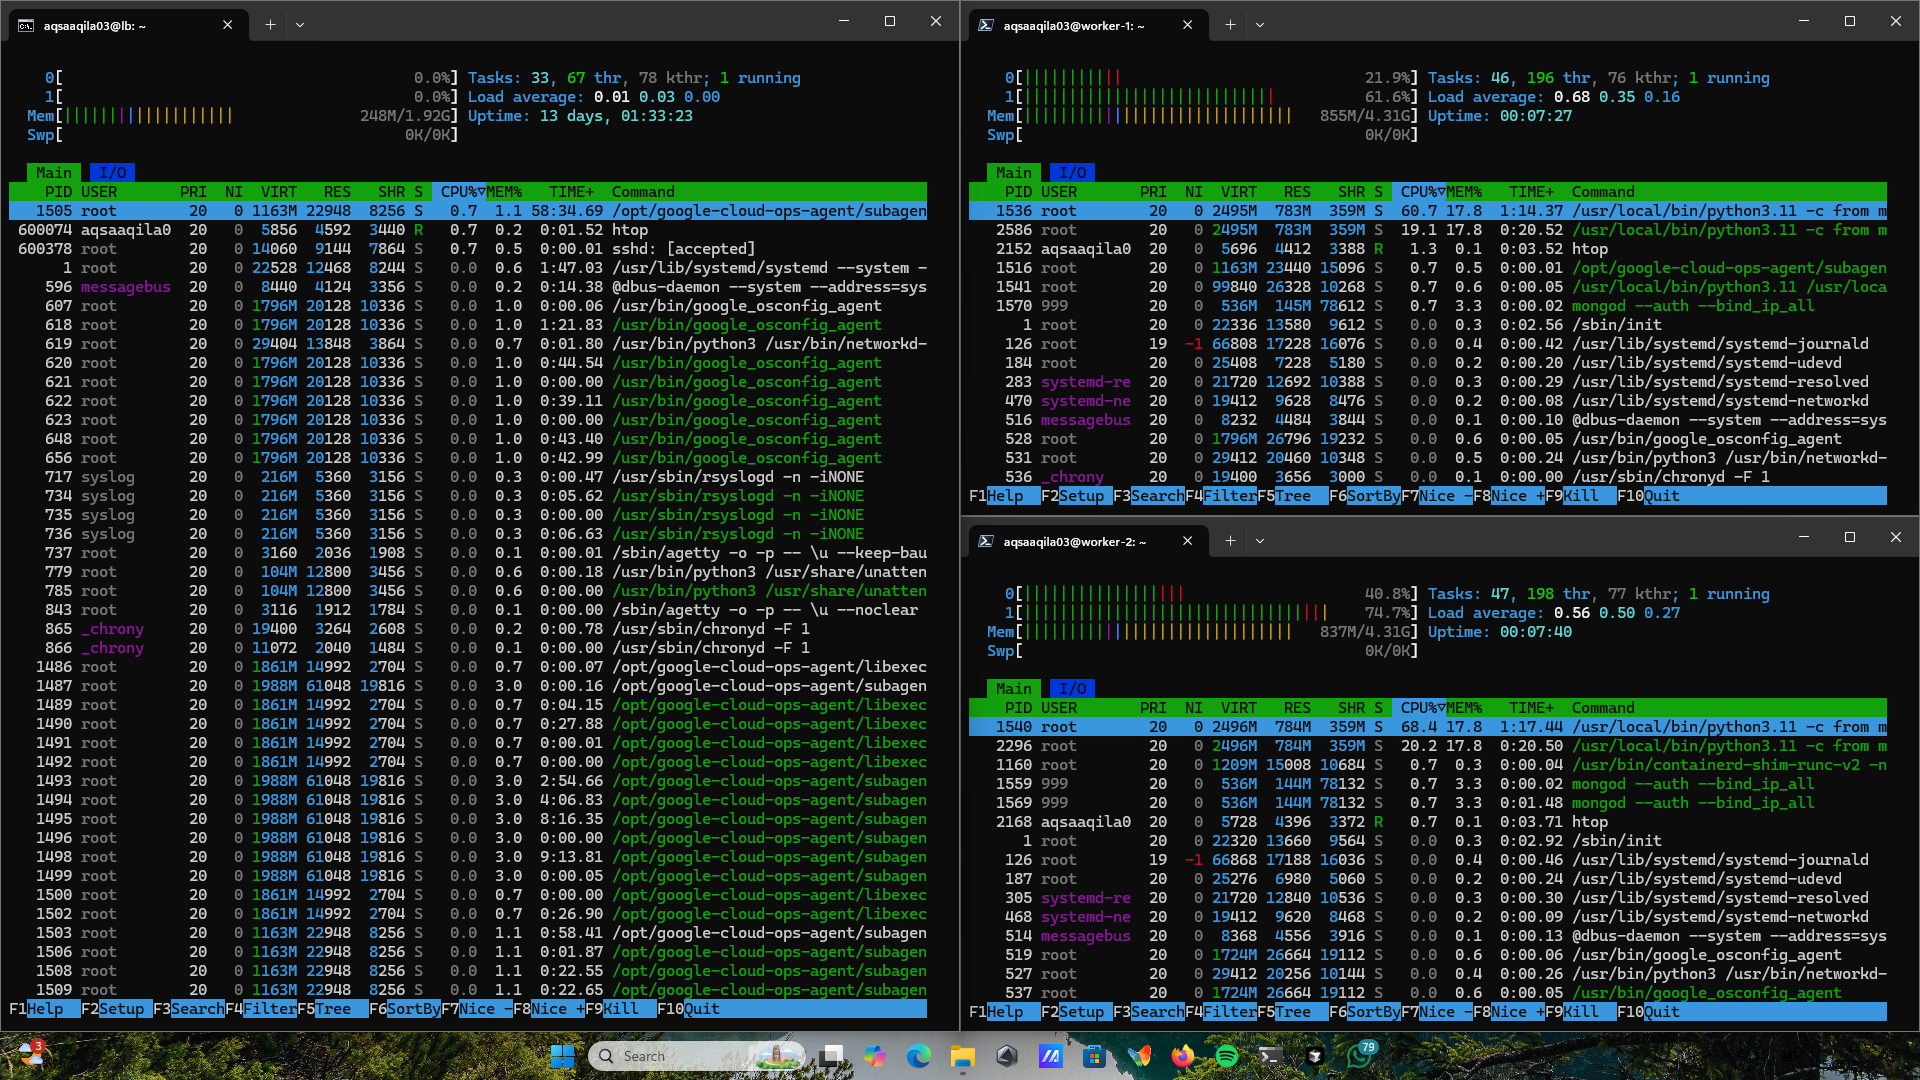 aqsaaqila03@lb: ~
0[ 0.0%] Tasks: 33, 67 thr, 78 kthr; 1 running
1[ 0.0%] Load average: 0.01 0.03 0.00
Mem[ 248M/1.92G] Uptime: 13 days, 01:33:23
Swp[ 0K/0K]
Main I/O
PID USER PRI NI VIRT RES SHR S CPU%▽MEM% TIME+ Command
1505 root 20 0 1163M 22948 8256 S 0.7 1.1 58:34.69 /opt/google-cloud-ops-agent/subagen
600074 aqsaaqila0 20 0 5856 4592 3440 R 0.7 0.2 0:01.52 htop
600378 root 20 0 14060 9144 7864 S 0.7 0.5 0:00.01 sshd: [accepted]
1 root 20 0 22528 12468 8244 S 0.0 0.6 1:47.03 /usr/lib/systemd/systemd --system -
596 messagebus 20 0 8440 4124 3356 S 0.0 0.2 0:14.38 @dbus-daemon --system --address=sys
607 root 20 0 1796M 20128 10336 S 0.0 1.0 0:00.06 /usr/bin/google_osconfig_agent
618 root 20 0 1796M 20128 10336 S 0.0 1.0 1:21.83 /usr/bin/google_osconfig_agent
619 root 20 0 29404 13848 3864 S 0.0 0.7 0:01.80 /usr/bin/python3 /usr/bin/networkd-
620 root 20 0 1796M 20128 10336 S 0.0 1.0 0:44.54 /usr/bin/google_osconfig_agent
621 root 20 0 1796M 20128 10336 S 0.0 1.0 0:00.00 /usr/bin/google_osconfig_agent
622 root 20 0 1796M 20128 10336 S 0.0 1.0 0:39.11 /usr/bin/google_osconfig_agent
623 root 20 0 1796M 20128 10336 S 0.0 1.0 0:00.00 /usr/bin/google_osconfig_agent
648 root 20 0 1796M 20128 10336 S 0.0 1.0 0:43.40 /usr/bin/google_osconfig_agent
656 root 20 0 1796M 20128 10336 S 0.0 1.0 0:42.99 /usr/bin/google_osconfig_agent
717 syslog 20 0 216M 5360 3156 S 0.0 0.3 0:00.47 /usr/sbin/rsyslogd -n -iNONE
734 syslog 20 0 216M 5360 3156 S 0.0 0.3 0:05.62 /usr/sbin/rsyslogd -n -iNONE
735 syslog 20 0 216M 5360 3156 S 0.0 0.3 0:00.00 /usr/sbin/rsyslogd -n -iNONE
736 syslog 20 0 216M 5360 3156 S 0.0 0.3 0:06.63 /usr/sbin/rsyslogd -n -iNONE
737 root 20 0 3160 2036 1908 S 0.0 0.1 0:00.01 /sbin/agetty -o -p -- \u --keep-bau
779 root 20 0 104M 12800 3456 S 0.0 0.6 0:00.18 /usr/bin/python3 /usr/share/unatten
785 root 20 0 104M 12800 3456 S 0.0 0.6 0:00.00 /usr/bin/python3 /usr/share/unatten
843 root 20 0 3116 1912 1784 S 0.0 0.1 0:00.00 /sbin/agetty -o -p -- \u --noclear
865 _chrony 20 0 19400 3264 2608 S 0.0 0.2 0:00.78 /usr/sbin/chronyd -F 1
866 _chrony 20 0 11072 2040 1484 S 0.0 0.1 0:00.00 /usr/sbin/chronyd -F 1
1486 root 20 0 1861M 14992 2704 S 0.0 0.7 0:00.07 /opt/google-cloud-ops-agent/libexec
1487 root 20 0 1988M 61048 19816 S 0.0 3.0 0:00.16 /opt/google-cloud-ops-agent/subagen
1489 root 20 0 1861M 14992 2704 S 0.0 0.7 0:04.15 /opt/google-cloud-ops-agent/libexec
1490 root 20 0 1861M 14992 2704 S 0.0 0.7 0:27.88 /opt/google-cloud-ops-agent/libexec
1491 root 20 0 1861M 14992 2704 S 0.0 0.7 0:00.01 /opt/google-cloud-ops-agent/libexec
1492 root 20 0 1861M 14992 2704 S 0.0 0.7 0:00.00 /opt/google-cloud-ops-agent/libexec
1493 root 20 0 1988M 61048 19816 S 0.0 3.0 2:54.66 /opt/google-cloud-ops-agent/subagen
1494 root 20 0 1988M 61048 19816 S 0.0 3.0 4:06.83 /opt/google-cloud-ops-agent/subagen
1495 root 20 0 1988M 61048 19816 S 0.0 3.0 8:16.35 /opt/google-cloud-ops-agent/subagen
1496 root 20 0 1988M 61048 19816 S 0.0 3.0 0:00.00 /opt/google-cloud-ops-agent/subagen
1498 root 20 0 1988M 61048 19816 S 0.0 3.0 9:13.81 /opt/google-cloud-ops-agent/subagen
1499 root 20 0 1988M 61048 19816 S 0.0 3.0 0:00.05 /opt/google-cloud-ops-agent/subagen
1500 root 20 0 1861M 14992 2704 S 0.0 0.7 0:00.00 /opt/google-cloud-ops-agent/libexec
1502 root 20 0 1861M 14992 2704 S 0.0 0.7 0:26.90 /opt/google-cloud-ops-agent/libexec
1503 root 20 0 1163M 22948 8256 S 0.0 1.1 0:58.41 /opt/google-cloud-ops-agent/subagen
1506 root 20 0 1163M 22948 8256 S 0.0 1.1 0:01.87 /opt/google-cloud-ops-agent/subagen
1508 root 20 0 1163M 22948 8256 S 0.0 1.1 0:22.55 /opt/google-cloud-ops-agent/subagen
1509 root 20 0 1163M 22948 8256 S 0.0 1.1 0:22.65 /opt/google-cloud-ops-agent/subagen
F1Help F2Setup F3SearchF4FilterF5Tree F6SortByF7Nice -F8Nice +F9Kill F10Quit
aqsaaqila03@worker-1: ~
0[ 21.9%] Tasks: 46, 196 thr, 76 kthr; 1 running
1[ 61.6%] Load average: 0.68 0.35 0.16
Mem[ 855M/4.31G] Uptime: 00:07:27
Swp[ 0K/0K]
Main I/O
PID USER PRI NI VIRT RES SHR S CPU%▽MEM% TIME+ Command
1536 root 20 0 2495M 783M 359M S 60.7 17.8 1:14.37 /usr/local/bin/python3.11 -c from m
2586 root 20 0 2495M 783M 359M S 19.1 17.8 0:20.52 /usr/local/bin/python3.11 -c from m
2152 aqsaaqila0 20 0 5696 4412 3388 R 1.3 0.1 0:03.52 htop
1516 root 20 0 1163M 23440 15096 S 0.7 0.5 0:00.01 /opt/google-cloud-ops-agent/subagen
1541 root 20 0 99840 26328 10268 S 0.7 0.6 0:00.05 /usr/local/bin/python3.11 /usr/loca
1570 999 20 0 536M 145M 78612 S 0.7 3.3 0:00.02 mongod --auth --bind_ip_all
1 root 20 0 22336 13580 9612 S 0.0 0.3 0:02.56 /sbin/init
126 root 19 -1 66808 17228 16076 S 0.0 0.4 0:00.42 /usr/lib/systemd/systemd-journald
184 root 20 0 25408 7228 5180 S 0.0 0.2 0:00.20 /usr/lib/systemd/systemd-udevd
283 systemd-re 20 0 21720 12692 10388 S 0.0 0.3 0:00.29 /usr/lib/systemd/systemd-resolved
470 systemd-ne 20 0 19412 9628 8476 S 0.0 0.2 0:00.08 /usr/lib/systemd/systemd-networkd
516 messagebus 20 0 8232 4484 3844 S 0.0 0.1 0:00.10 @dbus-daemon --system --address=sys
528 root 20 0 1796M 26796 19232 S 0.0 0.6 0:00.05 /usr/bin/google_osconfig_agent
531 root 20 0 29412 20460 10348 S 0.0 0.5 0:00.24 /usr/bin/python3 /usr/bin/networkd-
536 _chrony 20 0 19400 3656 3000 S 0.0 0.1 0:00.00 /usr/sbin/chronyd -F 1
F1Help F2Setup F3SearchF4FilterF5Tree F6SortByF7Nice -F8Nice +F9Kill F10Quit
aqsaaqila03@worker-2: ~
0[ 40.8%] Tasks: 47, 198 thr, 77 kthr; 1 running
1[ 74.7%] Load average: 0.56 0.50 0.27
Mem[ 837M/4.31G] Uptime: 00:07:40
Swp[ 0K/0K]
Main I/O
PID USER PRI NI VIRT RES SHR S CPU%▽MEM% TIME+ Command
1540 root 20 0 2496M 784M 359M S 68.4 17.8 1:17.44 /usr/local/bin/python3.11 -c from m
2296 root 20 0 2496M 784M 359M S 20.2 17.8 0:20.50 /usr/local/bin/python3.11 -c from m
1160 root 20 0 1209M 15008 10684 S 0.7 0.3 0:00.04 /usr/bin/containerd-shim-runc-v2 -n
1559 999 20 0 536M 144M 78132 S 0.7 3.3 0:00.02 mongod --auth --bind_ip_all
1569 999 20 0 536M 144M 78132 S 0.7 3.3 0:01.48 mongod --auth --bind_ip_all
2168 aqsaaqila0 20 0 5728 4396 3372 R 0.7 0.1 0:03.71 htop
1 root 20 0 22320 13660 9564 S 0.0 0.3 0:02.92 /sbin/init
126 root 19 -1 66868 17188 16036 S 0.0 0.4 0:00.46 /usr/lib/systemd/systemd-journald
187 root 20 0 25276 6980 5060 S 0.0 0.2 0:00.24 /usr/lib/systemd/systemd-udevd
305 systemd-re 20 0 21720 12840 10536 S 0.0 0.3 0:00.30 /usr/lib/systemd/systemd-resolved
468 systemd-ne 20 0 19412 9620 8468 S 0.0 0.2 0:00.09 /usr/lib/systemd/systemd-networkd
514 messagebus 20 0 8368 4556 3916 S 0.0 0.1 0:00.13 @dbus-daemon --system --address=sys
519 root 20 0 1724M 26664 19112 S 0.0 0.6 0:00.06 /usr/bin/google_osconfig_agent
527 root 20 0 29412 20256 10144 S 0.0 0.4 0:00.26 /usr/bin/python3 /usr/bin/networkd-
537 root 20 0 1724M 26664 19112 S 0.0 0.6 0:00.05 /usr/bin/google_osconfig_agent
F1Help F2Setup F3SearchF4FilterF5Tree F6SortByF7Nice -F8Nice +F9Kill F10Quit
3
Search
79